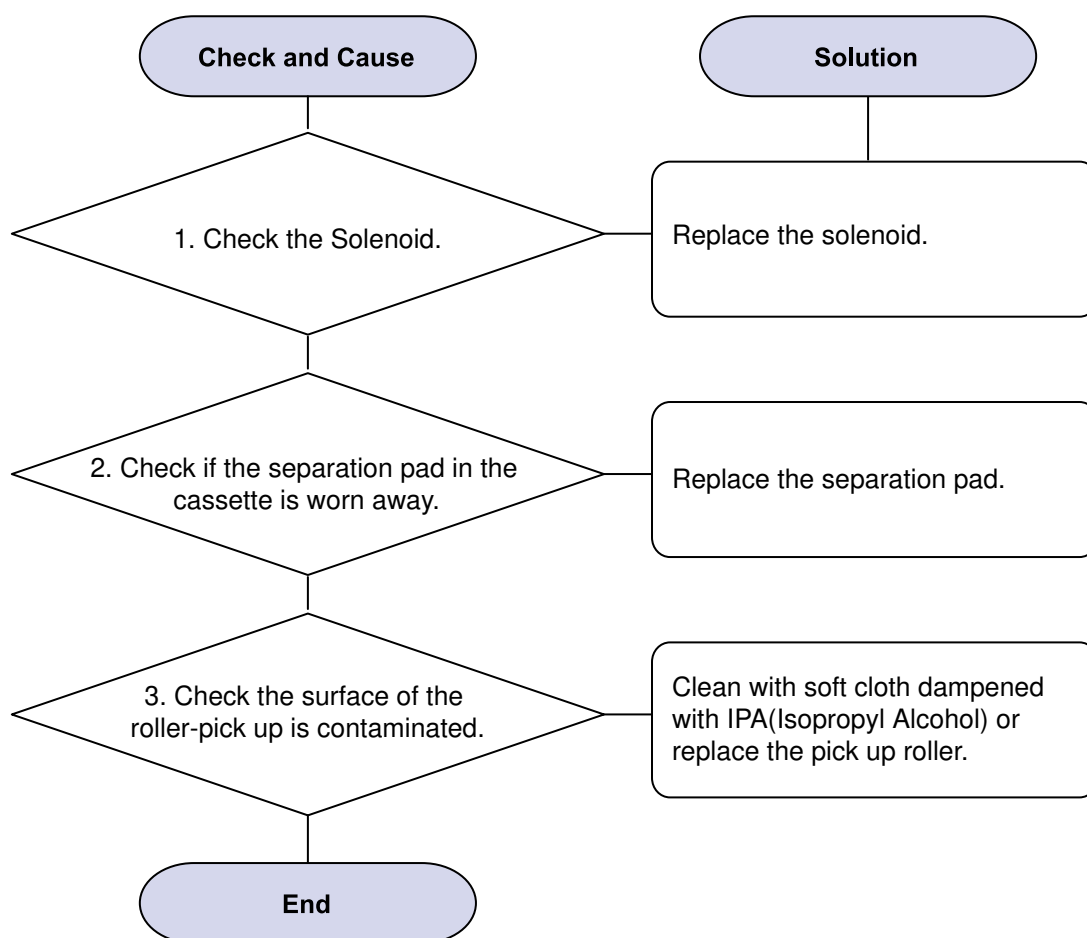 Check and Cause
Solution
1. Check the Solenoid.
Replace the solenoid.
2. Check if the separation pad in the
cassette is worn away.
Replace the separation pad.
3. Check the surface of the
roller-pick up is contaminated.
Clean with soft cloth dampened
with IPA(Isopropyl Alcohol) or
replace the pick up roller.
End